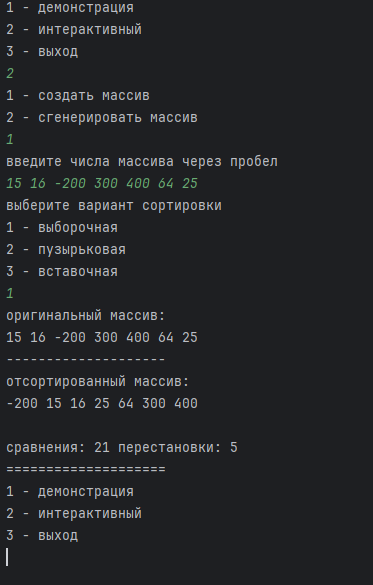 1 - демонстрация
2 - интерактивный
3 - выход
2
1 - создать массив
2 - сгенерировать массив
1
введите числа массива через пробел
15 16 -200 300 400 64 25
выберите вариант сортировки
1 - выборочная
2 - пузырьковая
3 - вставочная
1
оригинальный массив:
15 16 -200 300 400 64 25
--------------------
отсортированный массив:
-200 15 16 25 64 300 400
сравнения: 21 перестановки: 5
====================
1 - демонстрация
2 - интерактивный
3 - выход